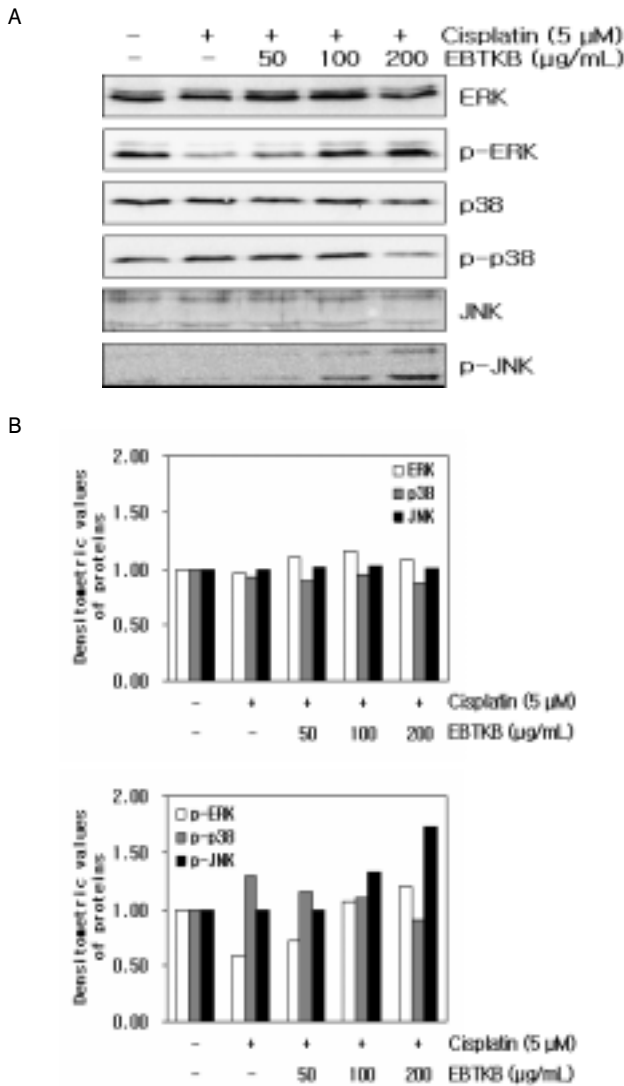 A
− + + + + Cisplatin (5 μM)
− − 50 100 200 EBTKB (μg/mL)
ERK
p-ERK
p38
p-p38
JNK
p-JNK
B
Densitometric values
of proteins
2.00
1.50
1.00
0.50
0.00
ERK
p38
JNK
- + + + + Cisplatin (5 μM)
- - 50 100 200 EBTKB (μg/mL)
Densitometric values
of proteins
2.00
1.50
1.00
0.50
0.00
p-ERK
p-p38
p-JNK
- + + + + Cisplatin (5 μM)
- - 50 100 200 EBTKB (μg/mL)